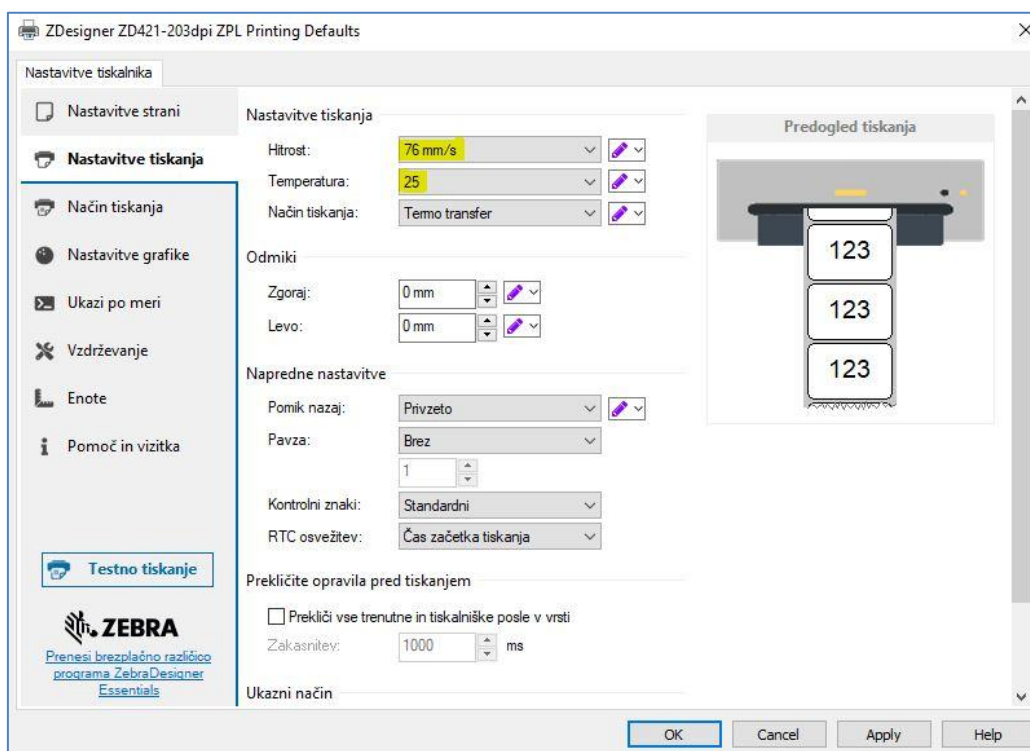 ZDesigner ZD421-203dpi ZPL Printing Defaults
Nastavitve tiskalnika
Nastavitve strani
Nastavitve tiskanja
Način tiskanja
Nastavitve grafike
Ukazi po meri
Vzdrževanje
Enote
Pomoč in vizitka
Testno tiskanje
ZEBRA
Prenesi brezplačno različico
programa ZebraDesigner
Essentials
Nastavitve tiskanja
Hitrost: 76 mm/s
Temperatura: 25
Način tiskanja: Termo transfer
Odmiki
Zgoraj: 0 mm
Levo: 0 mm
Napredne nastavitve
Pomik nazaj: Privzeto
Pavza: Brez
1
Kontrolni znaki: Standardni
RTC osvežitev: Čas začetka tiskanja
Prekličite opravila pred tiskanjem
Prekliči vse trenutne in tiskalniške posle v vrsti
Zakasnitev: 1000 ms
Ukazni način
Predogled tiskanja
123
123
123
OK Cancel Apply Help